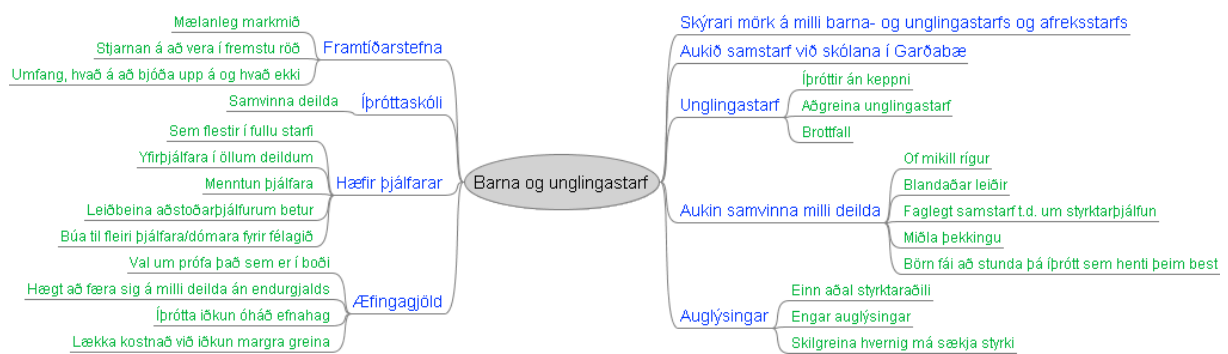 Barna og unglingastarf
Framtíðarstefna
Mælanleg markmið
Stjarnan á að vera í fremstu röð
Umfang, hvað á að bjóða upp á og hvað ekki
Íþróttaskóli
Samvinna deilda
Hæfir þjálfarar
Sem flestir í fullu starfi
Yfirþjálfara í öllum deildum
Menntun þjálfara
Leiðbeina aðstoðarþjálfurum betur
Búa til fleiri þjálfara/dómara fyrir félagið
Æfingagjöld
Val um prófa það sem er í boði
Hægt að færa sig á milli deilda án endurgjalds
Íþrótta iðkun óháð efnahag
Lækka kostnað við iðkun margra greina
Skýrari mörk á milli barna- og unglingastarfs og afreksstarfs
Aukið samstarf við skólana í Garðabæ
Unglingastarf
Íþróttir án keppni
Aðgreina unglingastarf
Brottfall
Aukin samvinna milli deilda
Of mikill rígur
Blandaðar leiðir
Faglegt samstarf t.d. um styrktarþjálfun
Miðla þekkingu
Börn fái að stunda þá íþrótt sem henti þeim best
Auglýsingar
Einn aðal styrktaraðili
Engar auglýsingar
Skilgreina hvernig má sækja styrki